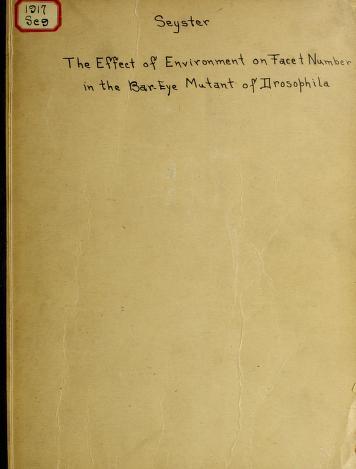 1917
Se9
Seyster
The Effect of Environment on Facet Number
in the Bar-Eye Mutant of Drosophila